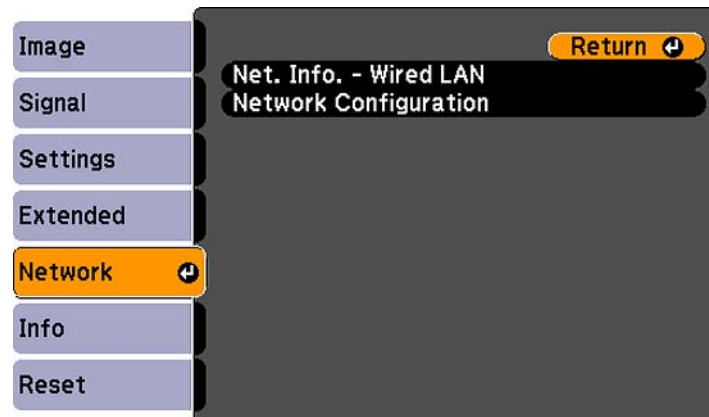 Image
Signal
Settings
Extended
Network
Info
Reset
Return
Net. Info. - Wired LAN
Network Configuration